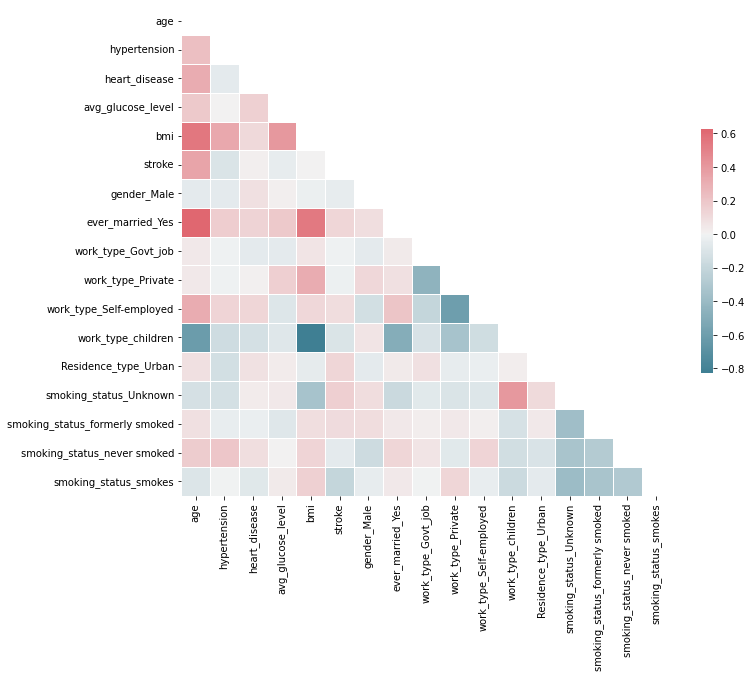 age
hypertension
heart_disease
avg_glucose_level
bmi
stroke
gender_Male
ever_married_Yes
work_type_Govt_job
work_type_Private
work_type_Self-employed
work_type_children
Residence_type_Urban
smoking_status_Unknown
smoking_status_formerly smoked
smoking_status_never smoked
smoking_status_smokes
age
hypertension
heart_disease
avg_glucose_level
bmi
stroke
gender_Male
ever_married_Yes
work_type_Govt_job
work_type_Private
work_type_Self-employed
work_type_children
Residence_type_Urban
smoking_status_Unknown
smoking_status_formerly smoked
smoking_status_never smoked
smoking_status_smokes
0.6
0.4
0.2
0.0
−0.2
−0.4
−0.6
−0.8